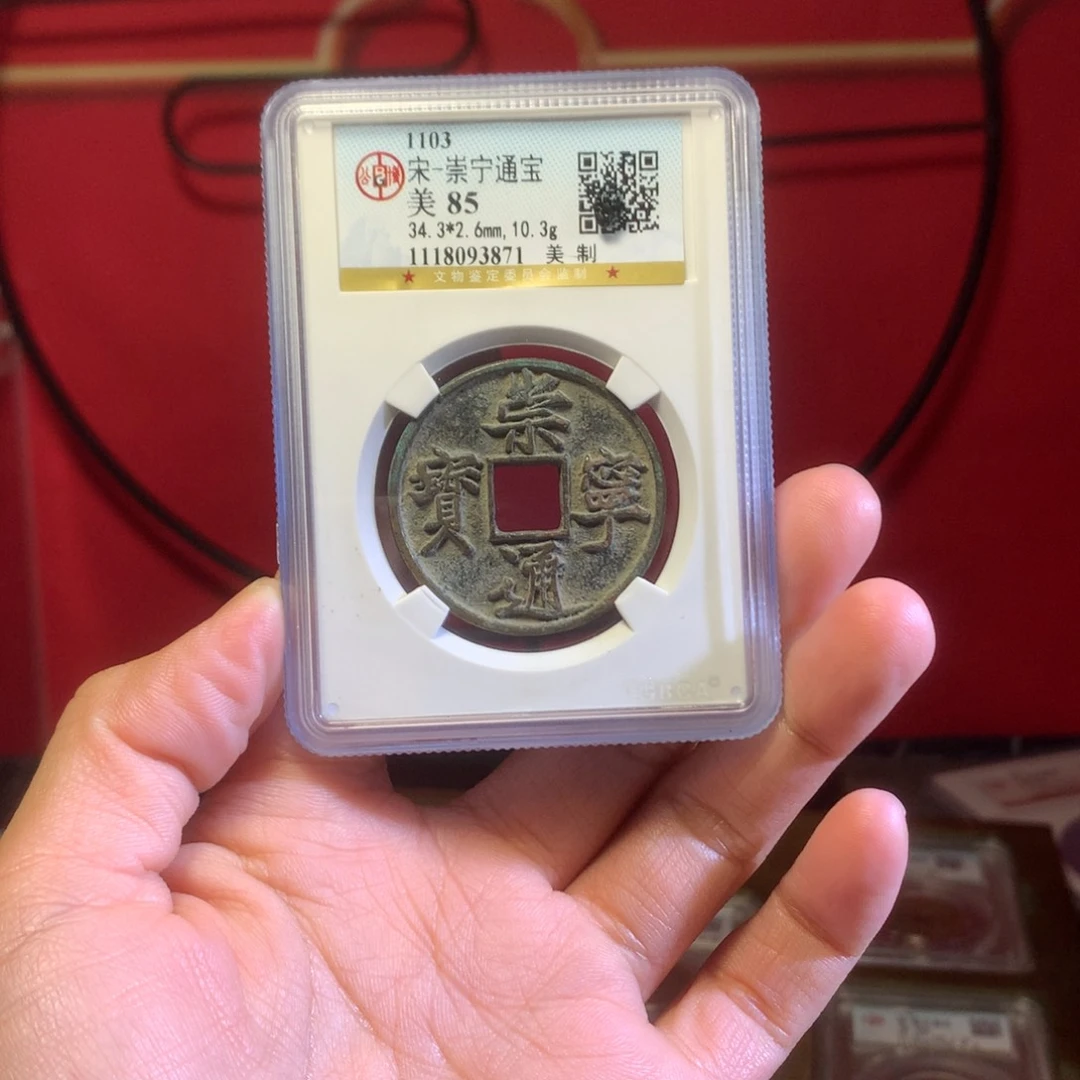 1103
宋-崇宁通宝
美 85
34.3*2.6mm,10.3g
1118093871 美 制
★ 文物鉴定委员会监制 ★
崇
寶 寧
通